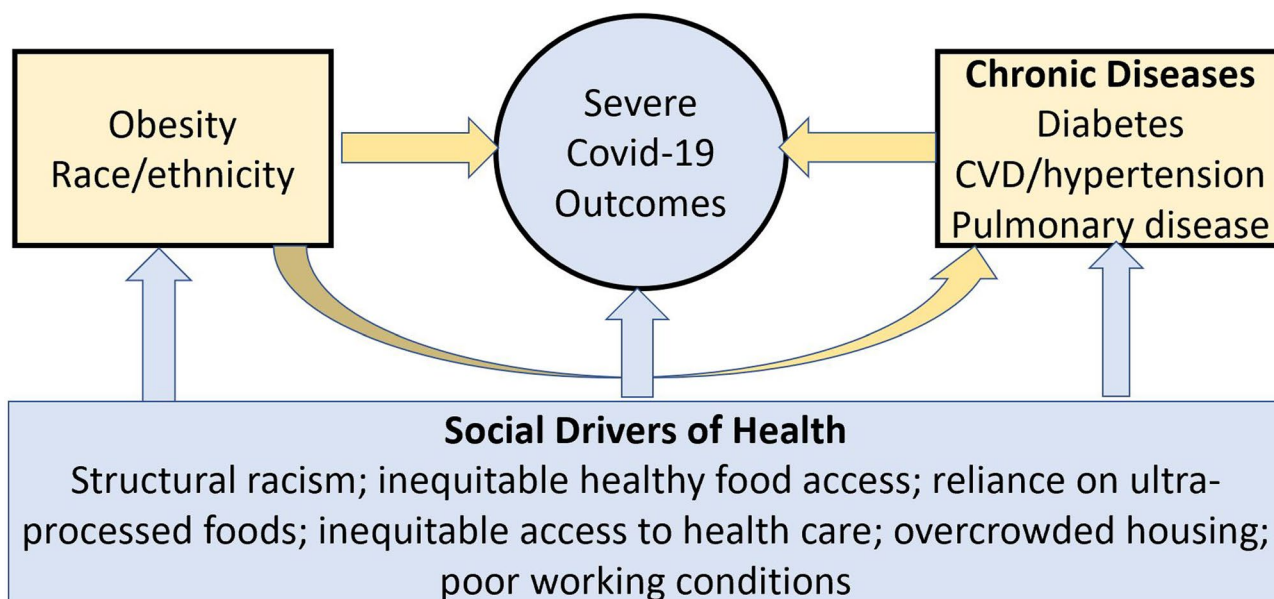 Obesity
Race/ethnicity
Severe
Covid-19
Outcomes
Chronic Diseases
Diabetes
CVD/hypertension
Pulmonary disease
Social Drivers of Health
Structural racism; inequitable healthy food access; reliance on ultra-
processed foods; inequitable access to health care; overcrowded housing;
poor working conditions